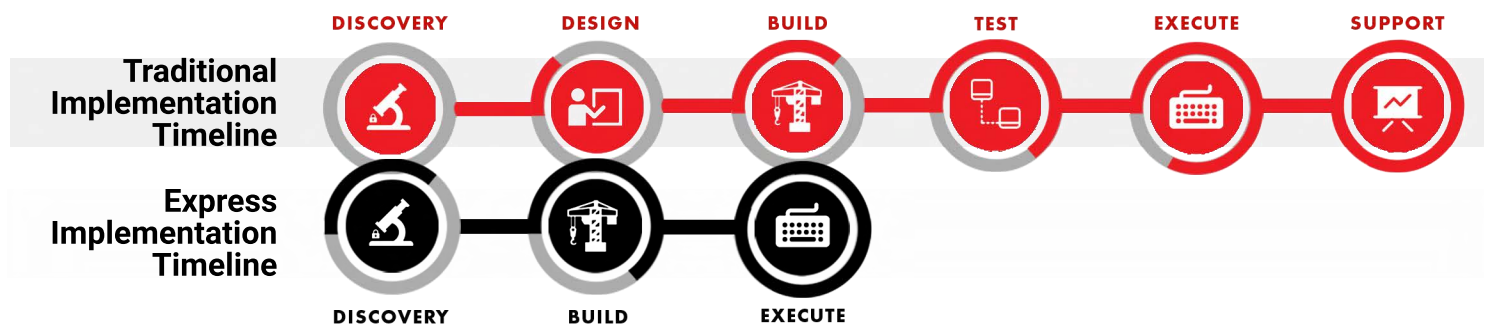 DISCOVERY DESIGN BUILD TEST EXECUTE SUPPORT
Traditional
Implementation
Timeline
Express
Implementation
Timeline
DISCOVERY BUILD EXECUTE